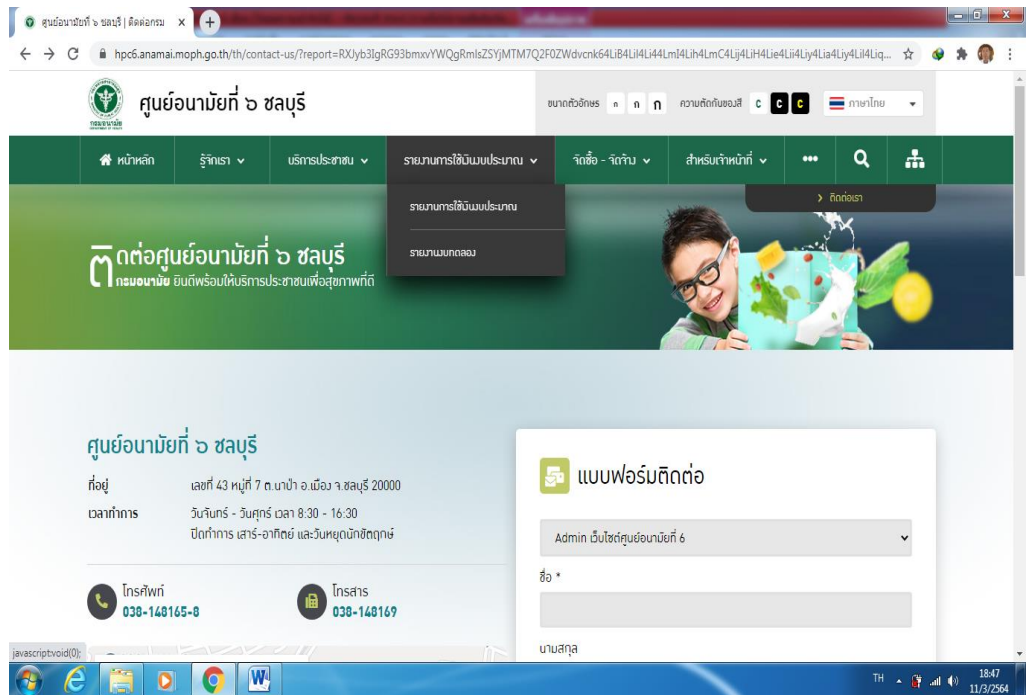 ศูนย์อนามัยที่ ๖ ชลบุรี | ติดต่อกรม
hpc6.anamai.moph.go.th/th/contact-us/?report=RXJyb3IgRG93bmxvYWQgRmlsZSYjMTM7Q2F0ZWdvcnk64LiB4Lil4Li44LmI4Lih4LmC4Lij4LiH4Lie4Lii4Liy4Lia4Liy4Lil4Liq...
ศูนย์อนามัยที่ ๖ ชลบุรี
กรมอนามัย
ขนาดตัวอักษร ก ก ก ความตัดกันของสี C C C ภาษาไทย
หน้าหลัก รู้จักเรา บริการประชาชน รายงานการใช้เงินงบประมาณ จัดซื้อ - จัดจ้าง สำหรับเจ้าหน้าที่ •••
รายงานการใช้เงินงบประมาณ
รายงานงบทดลอง
ติดต่อเรา
ติดต่อศูนย์อนามัยที่ ๖ ชลบุรี
กรมอนามัย ยินดีพร้อมให้บริการประชาชนเพื่อสุขภาพที่ดี
ศูนย์อนามัยที่ ๖ ชลบุรี
ที่อยู่ เลขที่ 43 หมู่ที่ 7 ต.นาป่า อ.เมือง จ.ชลบุรี 20000
เวลาทำการ วันจันทร์ - วันศุกร์ เวลา 8:30 - 16:30
ปิดทำการ เสาร์-อาทิตย์ และวันหยุดนักขัตฤกษ์
โทรศัพท์
038-148165-8
โทรสาร
038-148169
แบบฟอร์มติดต่อ
Admin เว็บไซต์ศูนย์อนามัยที่ 6
ชื่อ *
นามสกุล
javascript:void(0);
TH
18:47
11/3/2564